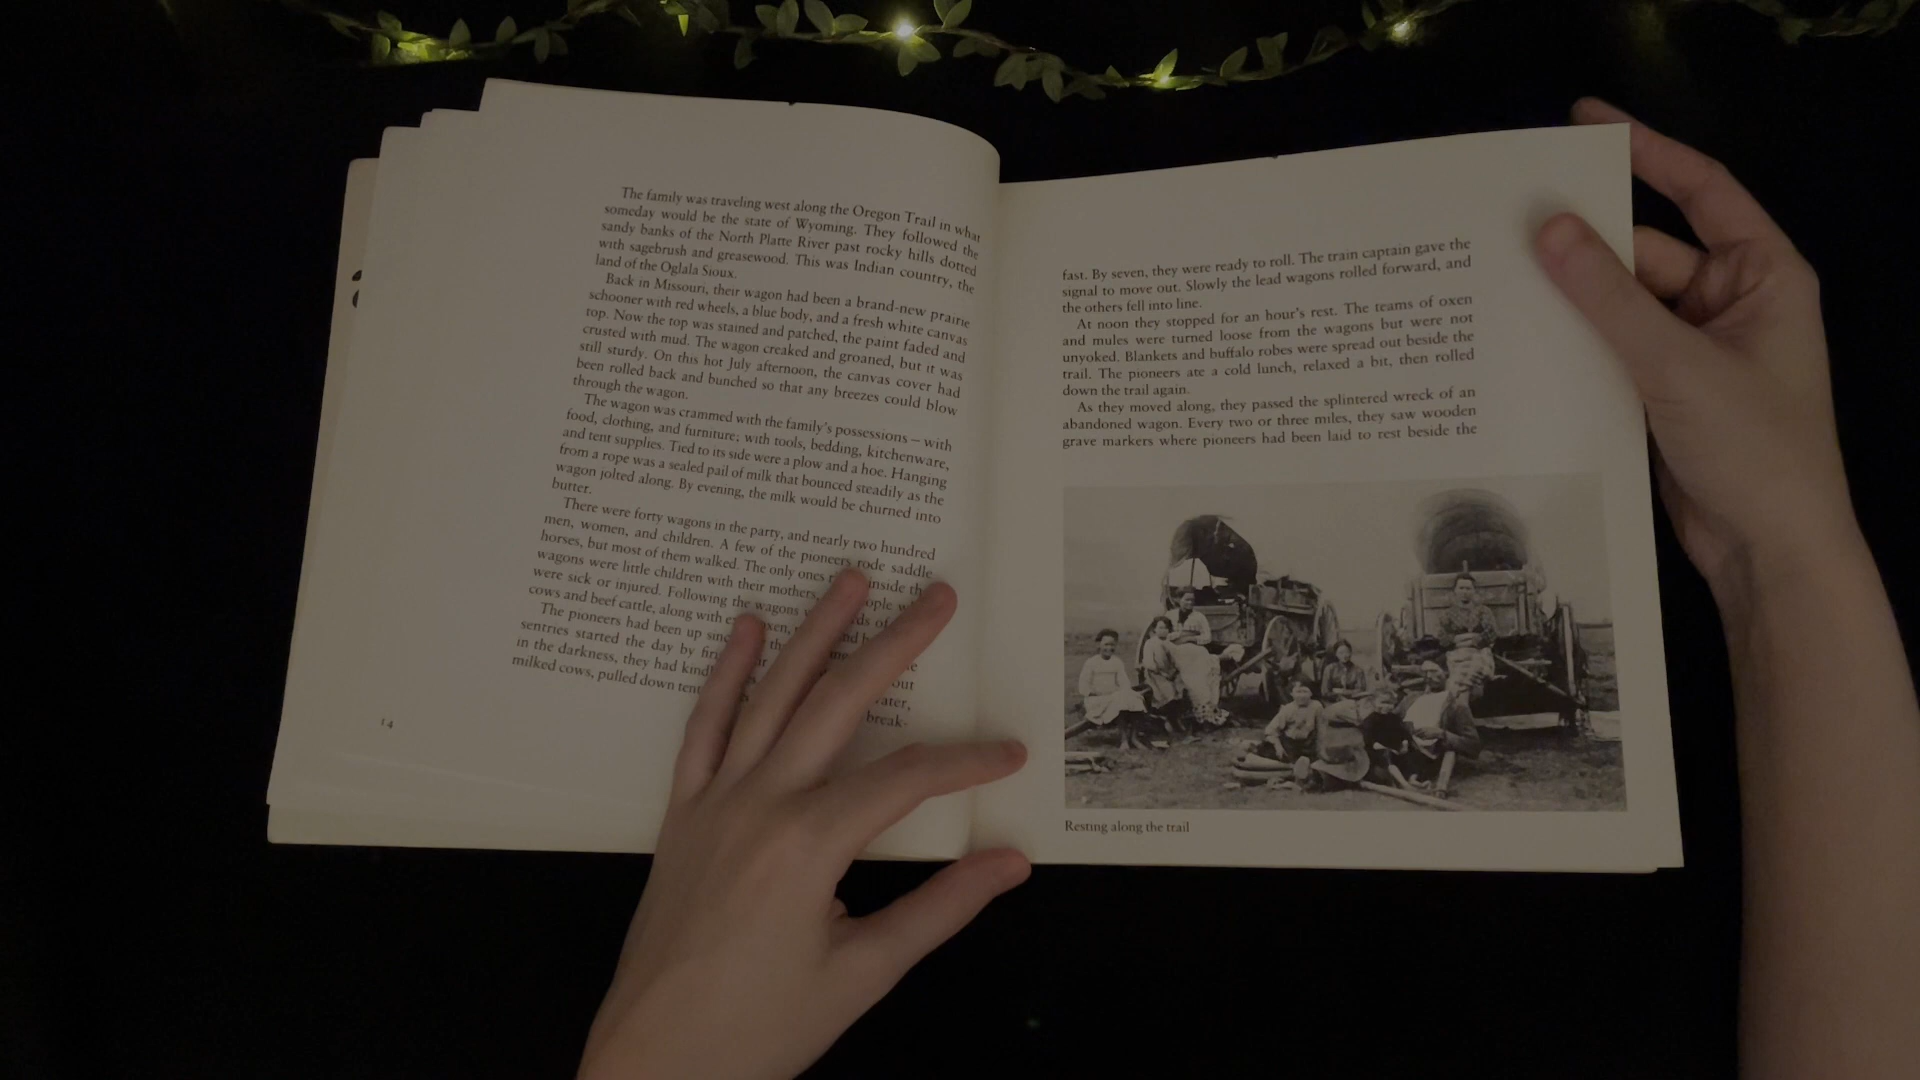 The family was traveling west along the Oregon Trail in what
someday would be the state of Wyoming. They followed the
sandy banks of the North Platte River past rocky hills dotted
with sagebrush and greasewood. This was Indian country, the
land of the Oglala Sioux.
Back in Missouri, their wagon had been a brand-new prairie
schooner with red wheels, a blue body, and a fresh white canvas
top. Now the top was stained and patched, the paint faded and
crusted with mud. The wagon creaked and groaned, but it was
still sturdy. On this hot July afternoon, the canvas cover had
been rolled back and bunched so that any breezes could blow
through the wagon.
The wagon was crammed with the family's possessions – with
food, clothing, and furniture; with tools, bedding, kitchenware,
and tent supplies. Tied to its side were a plow and a hoe. Hanging
from a rope was a sealed pail of milk that bounced steadily as the
wagon jolted along. By evening, the milk would be churned into
butter.
There were forty wagons in the party, and nearly two hundred
men, women, and children. A few of the pioneers rode saddle
horses, but most of them walked. The only ones inside
wagons were little children with their mothers,
were sick or injured. Following the wagons
cows and beef cattle, along with
The pioneers had been up
sentries started the day by
in the darkness, they had
milked cows, pulled down break-
14
fast. By seven, they were ready to roll. The train captain gave the
signal to move out. Slowly the lead wagons rolled forward, and
the others fell into line.
At noon they stopped for an hour's rest. The teams of oxen
and mules were turned loose from the wagons but were not
unyoked. Blankets and buffalo robes were spread out beside the
trail. The pioneers ate a cold lunch, relaxed a bit, then rolled
down the trail again.
As they moved along, they passed the splintered wreck of an
abandoned wagon. Every two or three miles, they saw wooden
grave markers where pioneers had been laid to rest beside the
Resting along the trail